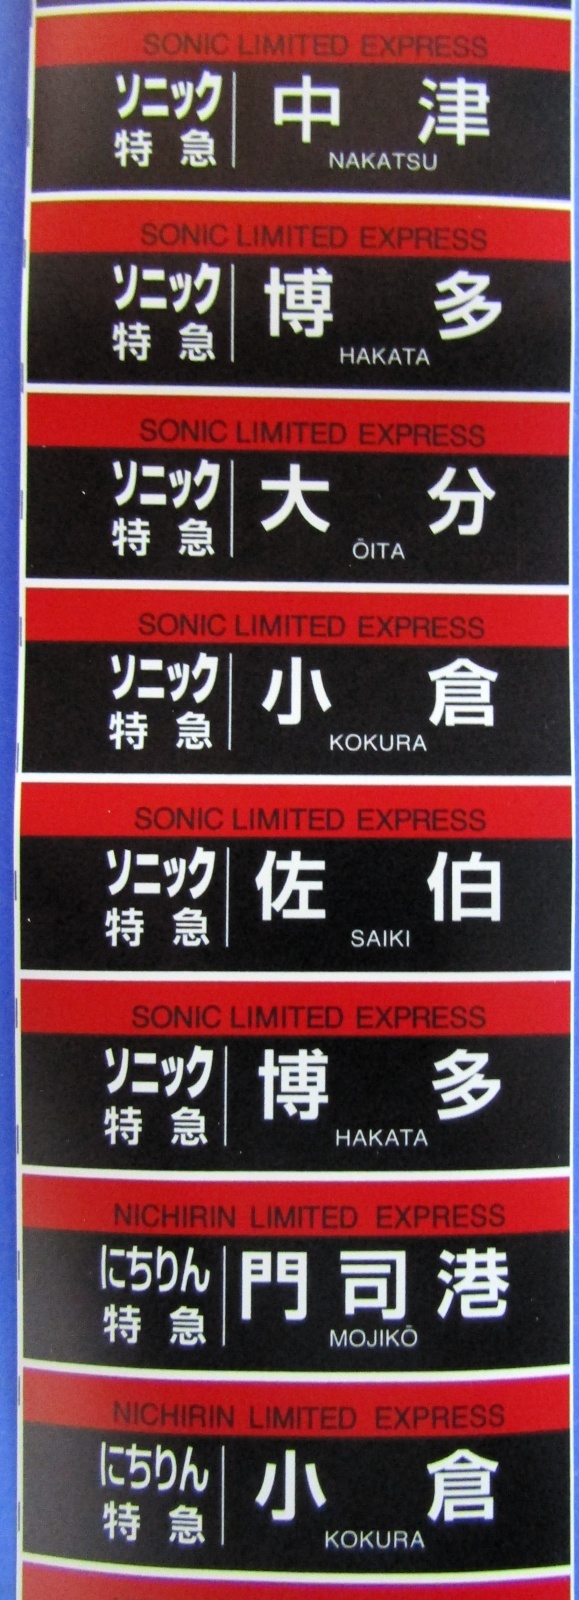 SONIC LIMITED EXPRESS
ソニック 特急 中津
NAKATSU
SONIC LIMITED EXPRESS
ソニック 特急 博多
HAKATA
SONIC LIMITED EXPRESS
ソニック 特急 大分
ŌITA
SONIC LIMITED EXPRESS
ソニック 特急 小倉
KOKURA
SONIC LIMITED EXPRESS
ソニック 特急 佐伯
SAIKI
SONIC LIMITED EXPRESS
ソニック 特急 博多
HAKATA
NICHIRIN LIMITED EXPRESS
にちりん 特急 門司港
MOJIKŌ
NICHIRIN LIMITED EXPRESS
にちりん 特急 小倉
KOKURA